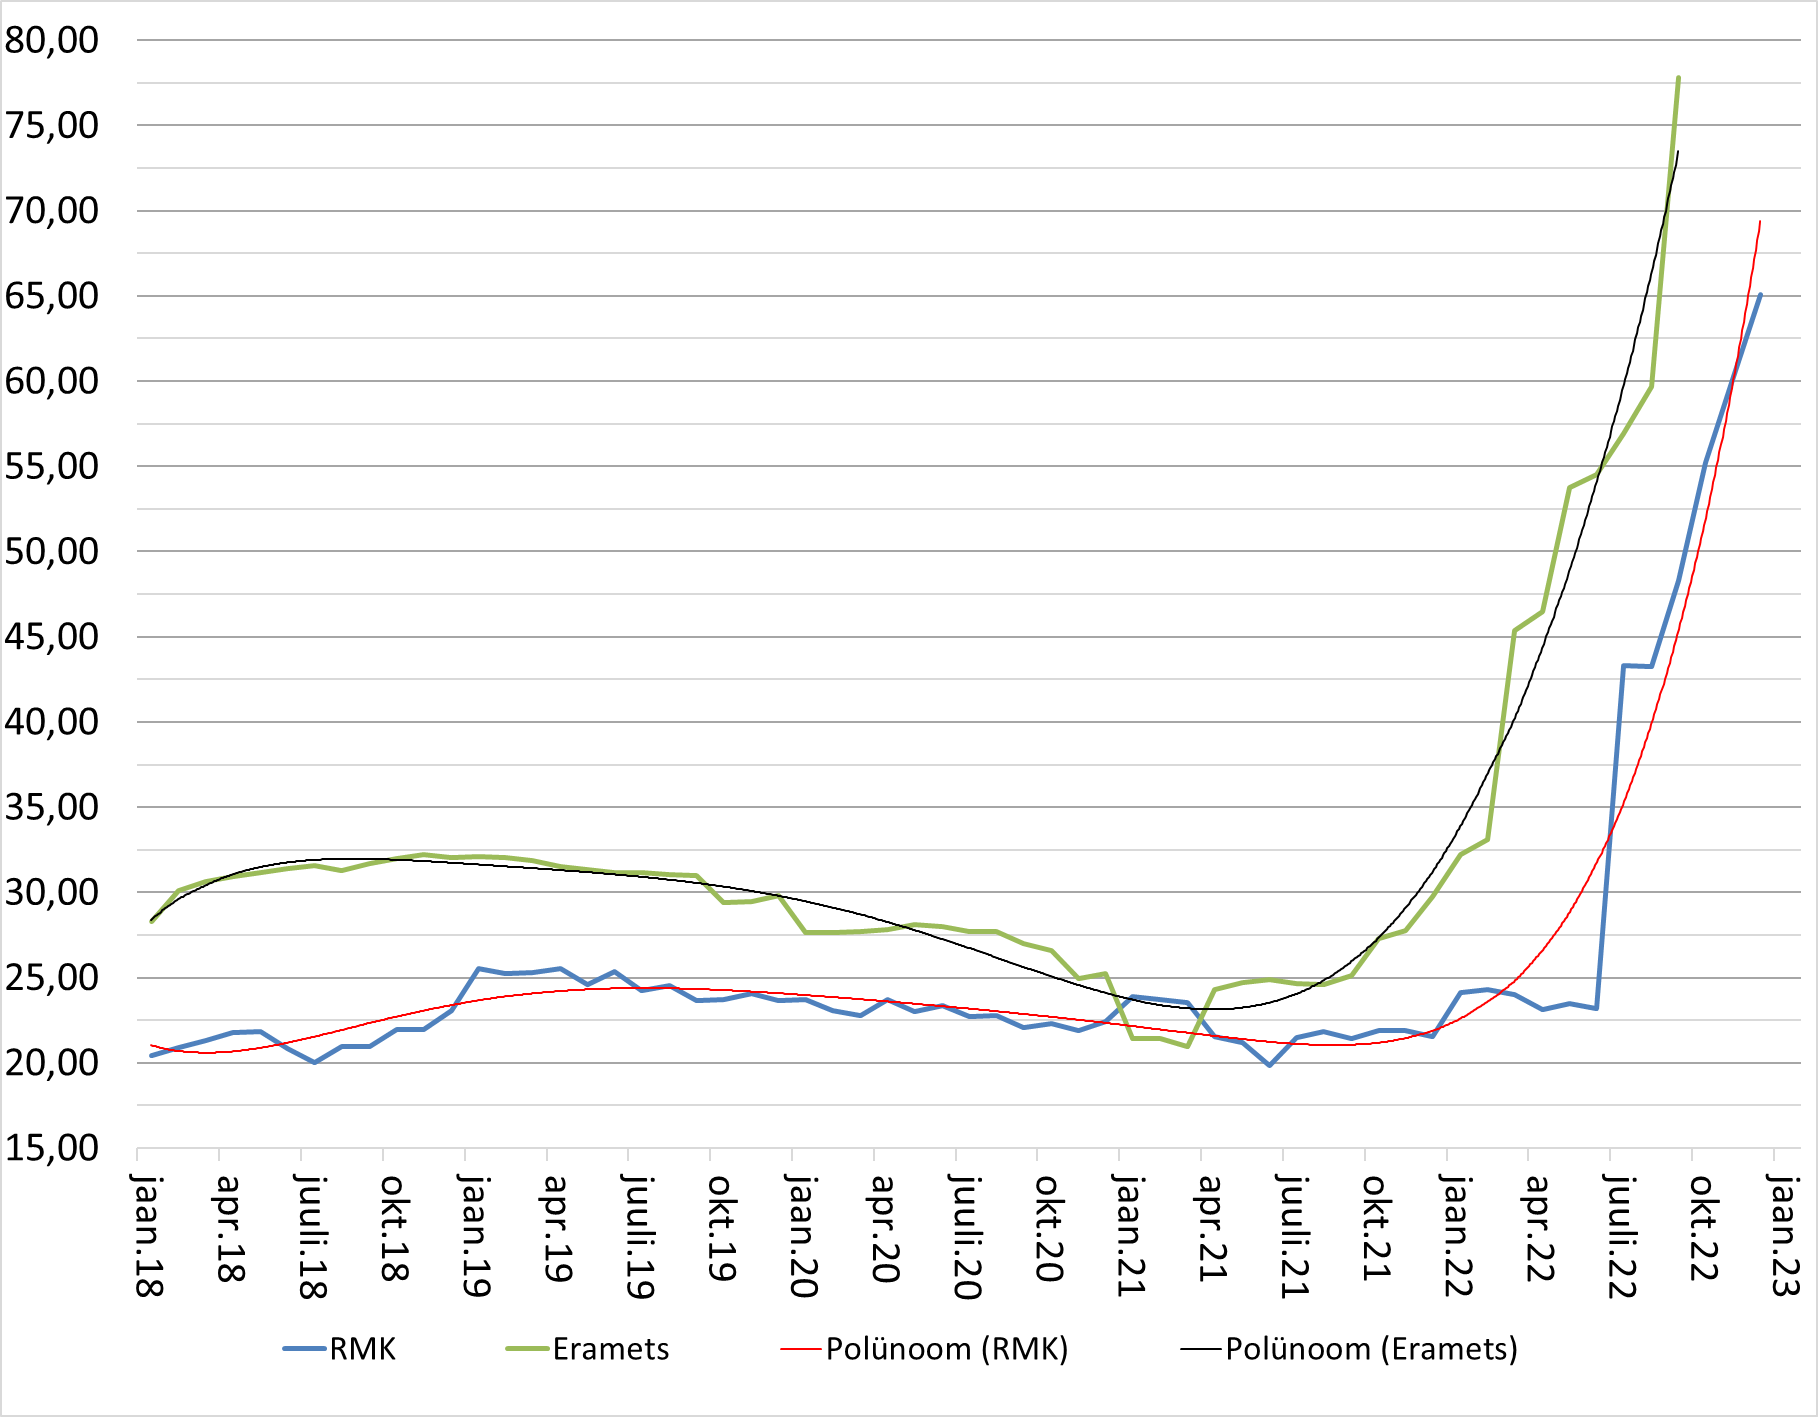 80,00
75,00
70,00
65,00
60,00
55,00
50,00
45,00
40,00
35,00
30,00
25,00
20,00
15,00
jaan.18
apr.18
juuli.18
okt.18
jaan.19
apr.19
juuli.19
okt.19
jaan.20
apr.20
juuli.20
okt.20
jaan.21
apr.21
juuli.21
okt.21
jaan.22
apr.22
juuli.22
okt.22
jaan.23
RMK
Eramets
Polünoom (RMK)
Polünoom (Eramets)